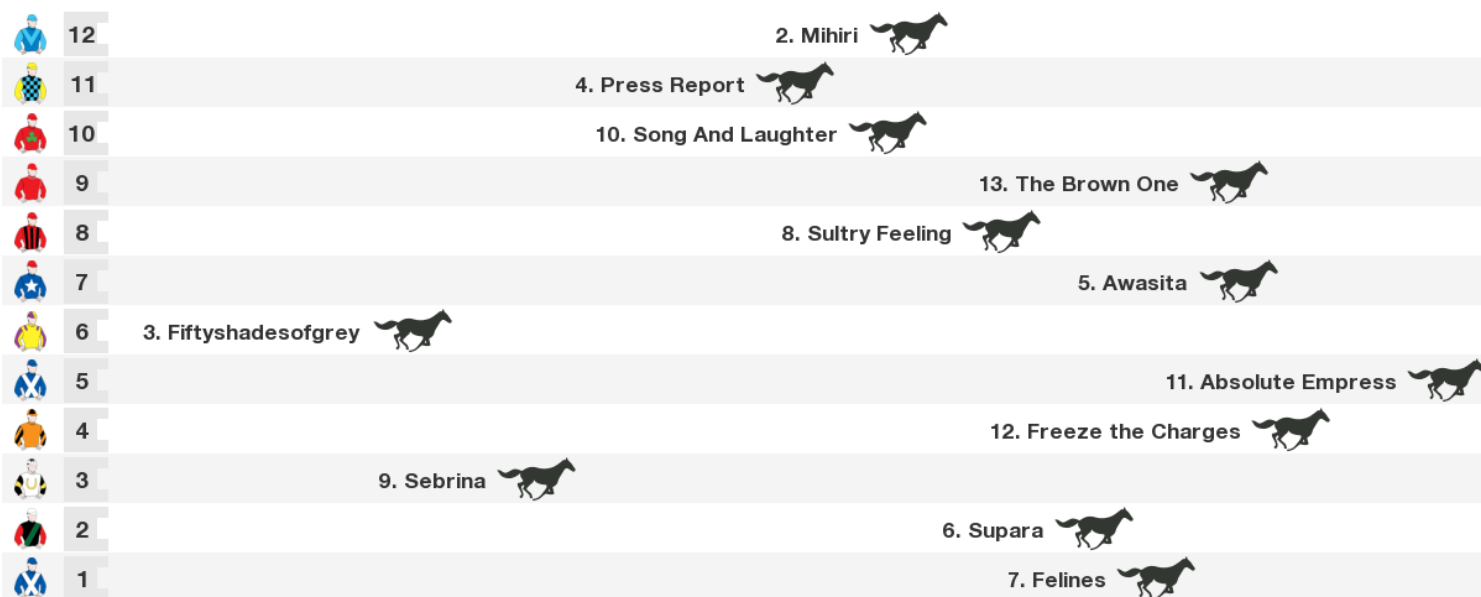 12 2. Mihiri
11 4. Press Report
10 10. Song And Laughter
9 13. The Brown One
8 8. Sultry Feeling
7 5. Awasita
6 3. Fiftyshadesofgrey
5 11. Absolute Empress
4 12. Freeze the Charges
3 9. Sebrina
2 6. Supara
1 7. Felines